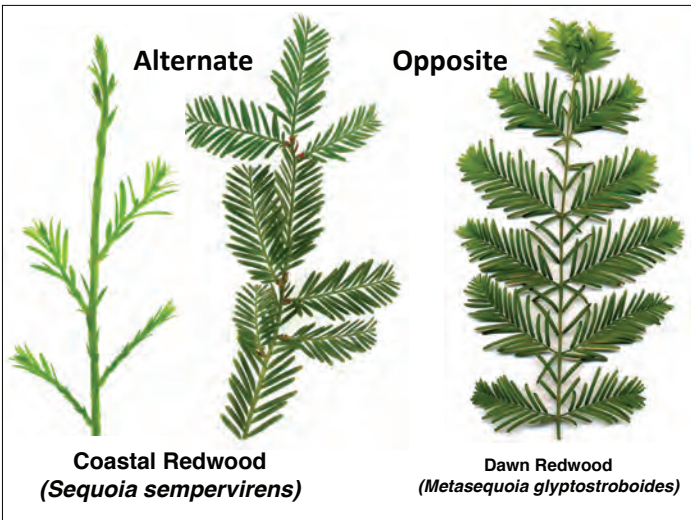 Alternate
Opposite
Coastal Redwood
(Sequoia sempervirens)
Dawn Redwood
(Metasequoia glyptostroboides)